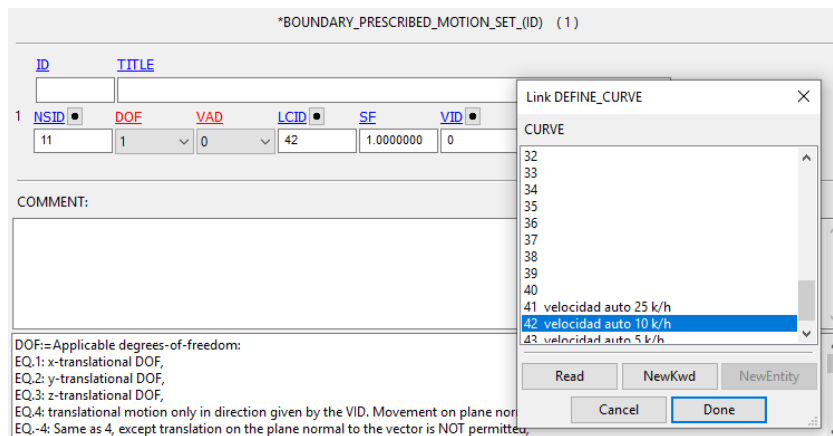 *BOUNDARY_PRESCRIBED_MOTION_SET_(ID) (1)
ID TITLE
1 NSID DOF VAD LCID SF VID
11 1 0 42 1.0000000 0
COMMENT:
DOF:=Applicable degrees-of-freedom:
EQ.1: x-translational DOF,
EQ.2: y-translational DOF,
EQ.3: z-translational DOF,
EQ.4: translational motion only in direction given by the VID. Movement on plane
EQ.-4: Same as 4, except translation on the plane normal to the vector is NOT permitted,
Link DEFINE_CURVE
CURVE
32
33
34
35
36
37
38
39
40
41 velocidad auto 25 k/h
42 velocidad auto 10 k/h
43 velocidad auto 5 k/h
Read NewKwd NewEntity
Cancel Done